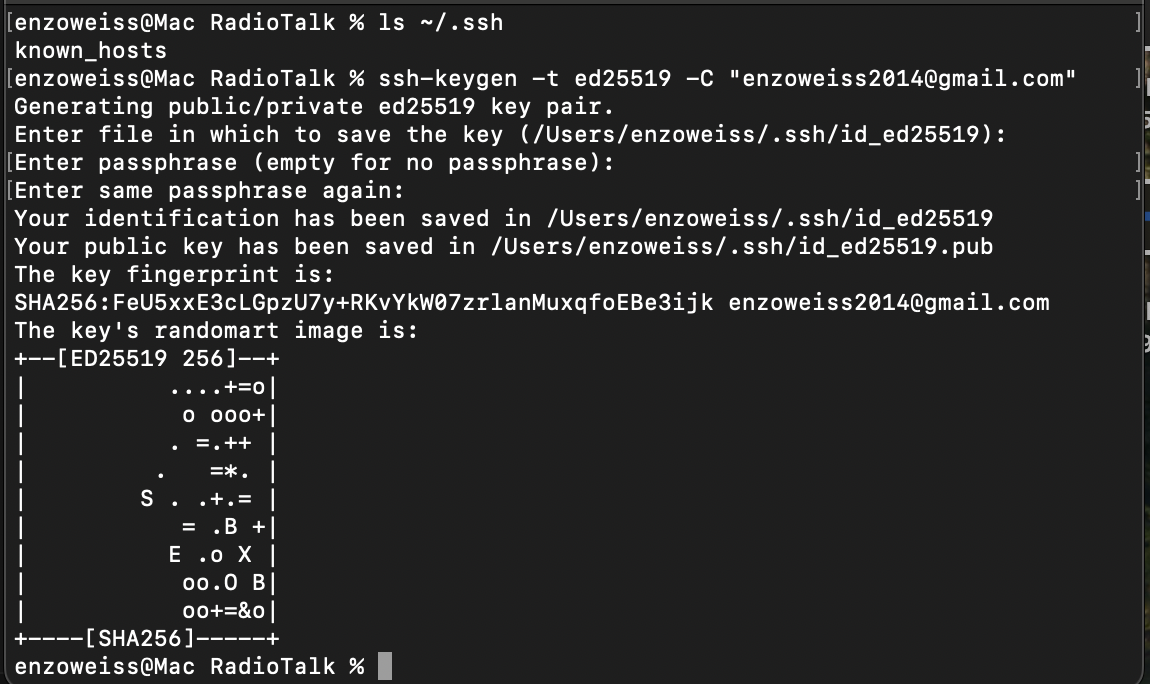 [enzoweiss@Mac RadioTalk % ls ~/.ssh ]
known_hosts
[enzoweiss@Mac RadioTalk % ssh-keygen -t ed25519 -C "enzoweiss2014@gmail.com" ]
Generating public/private ed25519 key pair.
Enter file in which to save the key (/Users/enzoweiss/.ssh/id_ed25519):
[Enter passphrase (empty for no passphrase): ]
[Enter same passphrase again: ]
Your identification has been saved in /Users/enzoweiss/.ssh/id_ed25519
Your public key has been saved in /Users/enzoweiss/.ssh/id_ed25519.pub
The key fingerprint is:
SHA256:FeU5xxE3cLGpzU7y+RKvYkW07zrlanMuxqfoEBe3ijk enzoweiss2014@gmail.com
The key's randomart image is:
+--[ED25519 256]--+
|          ....+=o|
|           o ooo+|
|          . =.++ |
|         .   =*. |
|        S . .+.= |
|           = .B +|
|          E .o X |
|           oo.O B|
|           oo+=&o|
+----[SHA256]-----+
enzoweiss@Mac RadioTalk %